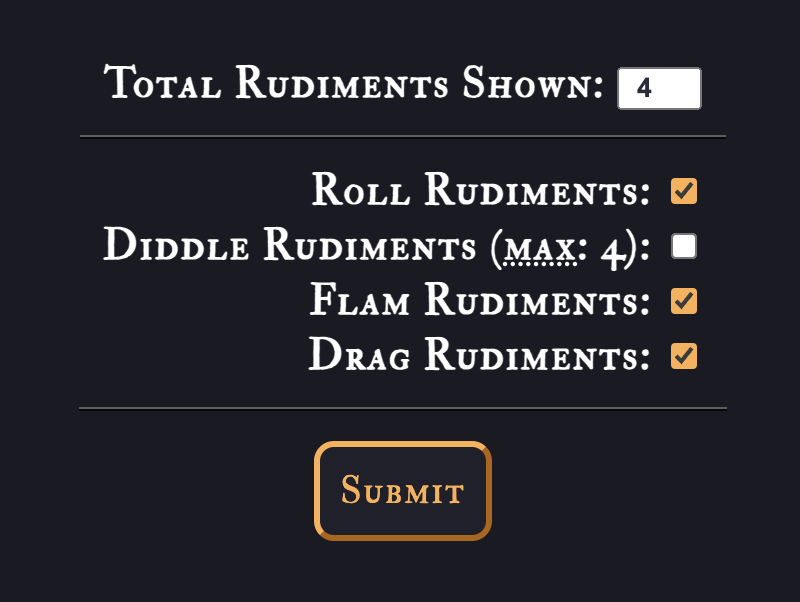 Total Rudiments Shown: 4
Roll Rudiments:
Diddle Rudiments (max: 4):
Flam Rudiments:
Drag Rudiments:
Submit